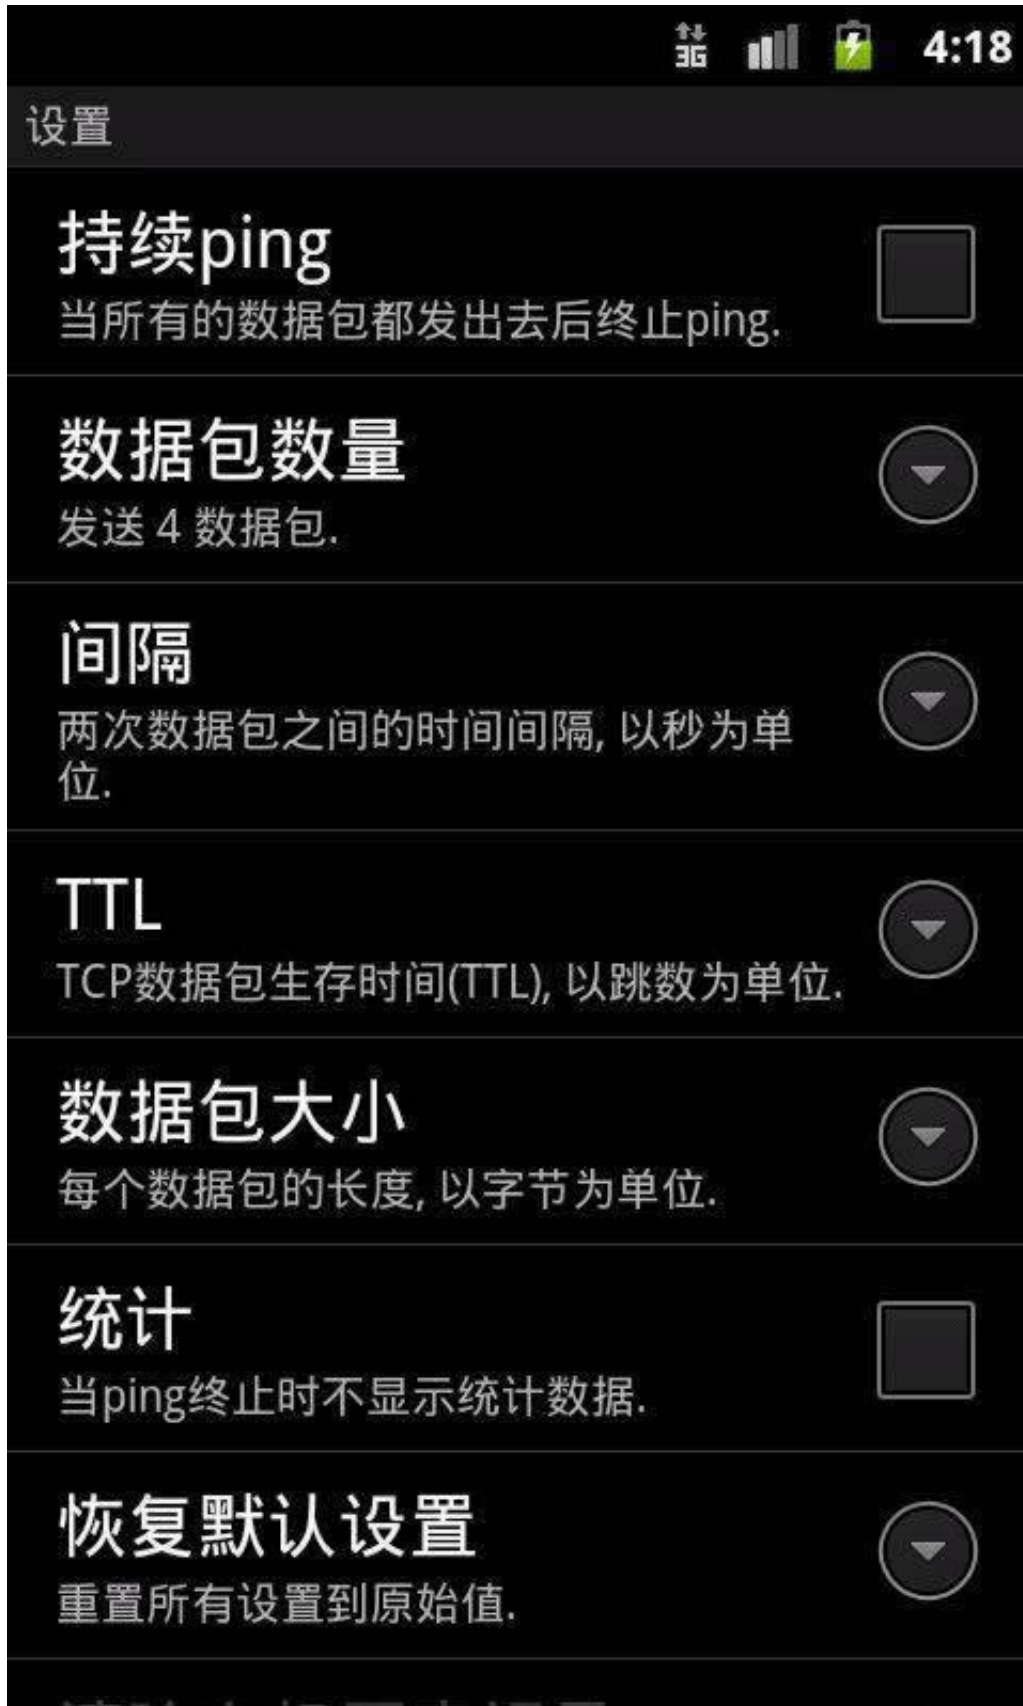 3G 4:18
设置
持续ping
当所有的数据包都发出去后终止ping.
数据包数量
发送 4 数据包.
间隔
两次数据包之间的时间间隔, 以秒为单
位.
TTL
TCP数据包生存时间(TTL), 以跳数为单位.
数据包大小
每个数据包的长度, 以字节为单位.
统计
当ping终止时不显示统计数据.
恢复默认设置
重置所有设置到原始值.